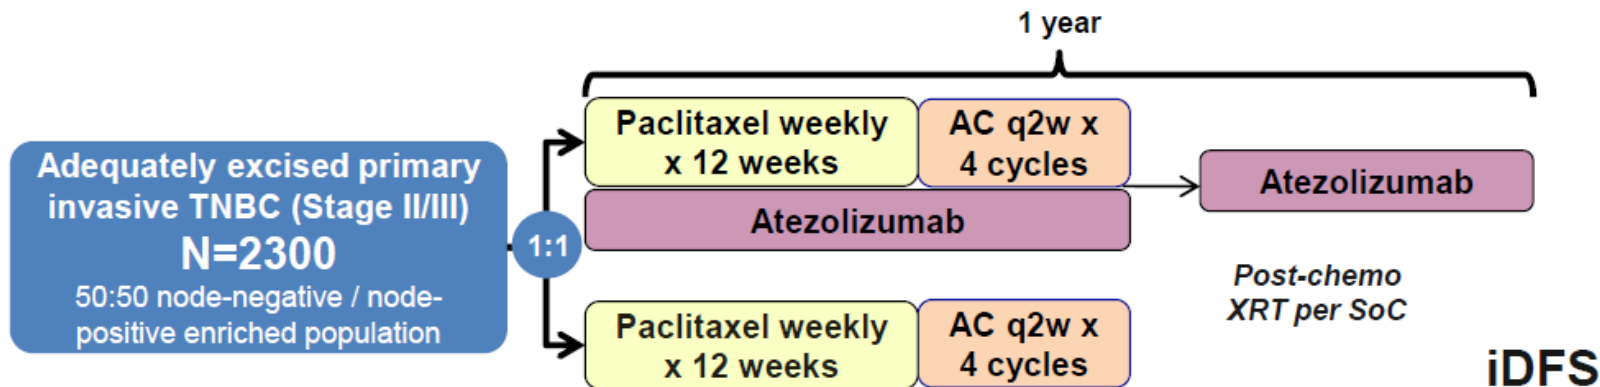 1 year
Adequately excised primary
invasive TNBC (Stage II/III)
N=2300
50:50 node-negative / node-
positive enriched population
1:1
Paclitaxel weekly
x 12 weeks
AC q2w x
4 cycles
Atezolizumab
Atezolizumab
Post-chemo
XRT per SoC
Paclitaxel weekly
x 12 weeks
AC q2w x
4 cycles
iDFS